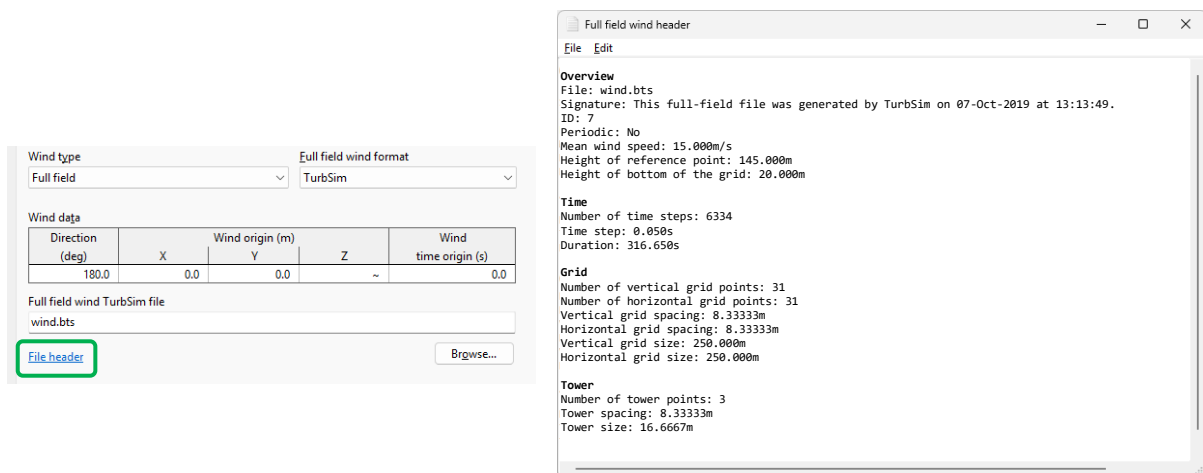 Wind type
Full field wind format
Full field
TurbSim
Wind data
Direction
(deg)
Wind origin (m)
X
Y
Z
Wind
time origin (s)
180.0
0.0
0.0
~
0.0
Full field wind TurbSim file
wind.bts
File header
Browse...
Full field wind header
File Edit
Overview
File: wind.bts
Signature: This full-field file was generated by TurbSim on 07-Oct-2019 at 13:13:49.
ID: 7
Periodic: No
Mean wind speed: 15.000m/s
Height of reference point: 145.000m
Height of bottom of the grid: 20.000m
Time
Number of time steps: 6334
Time step: 0.050s
Duration: 316.650s
Grid
Number of vertical grid points: 31
Number of horizontal grid points: 31
Vertical grid spacing: 8.33333m
Horizontal grid spacing: 8.33333m
Vertical grid size: 250.000m
Horizontal grid size: 250.000m
Tower
Number of tower points: 3
Tower spacing: 8.33333m
Tower size: 16.6667m